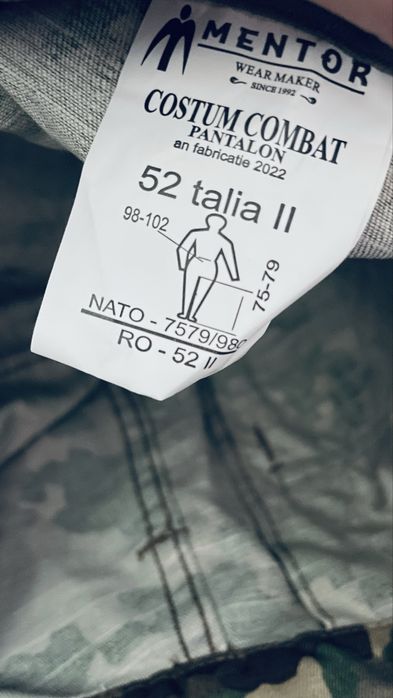 MENTOR
WEAR MAKER
SINCE 1992
COSTUM COMBAT
PANTALON
an fabricatie 2022
52 talia II
98-102
75-79
NATO - 7579/980
RO - 52 II